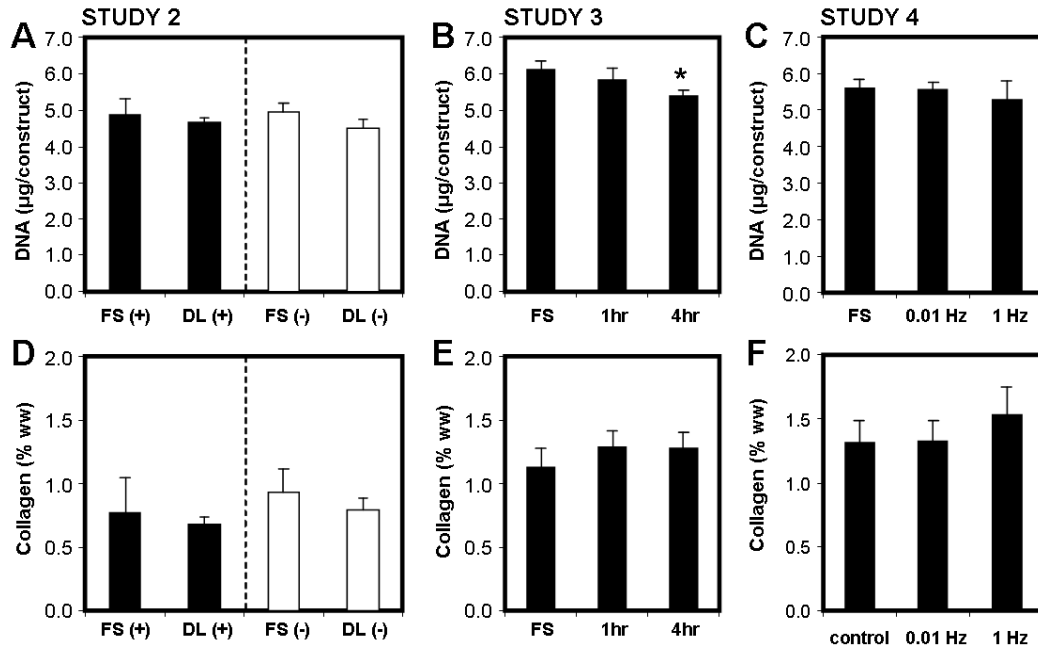 STUDY 2
STUDY 3
STUDY 4
A
7.0
6.0
5.0
4.0
3.0
2.0
1.0
0.0
DNA (µg/construct)
FS (+) DL (+) FS (-) DL (-)
B
7.0
6.0
5.0
4.0
3.0
2.0
1.0
0.0
DNA (µg/construct)
*
FS 1hr 4hr
C
7.0
6.0
5.0
4.0
3.0
2.0
1.0
0.0
DNA (µg/construct)
FS 0.01 Hz 1 Hz
D
2.0
1.5
1.0
0.5
0.0
Collagen (% ww)
FS (+) DL (+) FS (-) DL (-)
E
2.0
1.5
1.0
0.5
0.0
Collagen (% ww)
FS 1hr 4hr
F
2.0
1.5
1.0
0.5
0.0
Collagen (% ww)
control 0.01 Hz 1 Hz